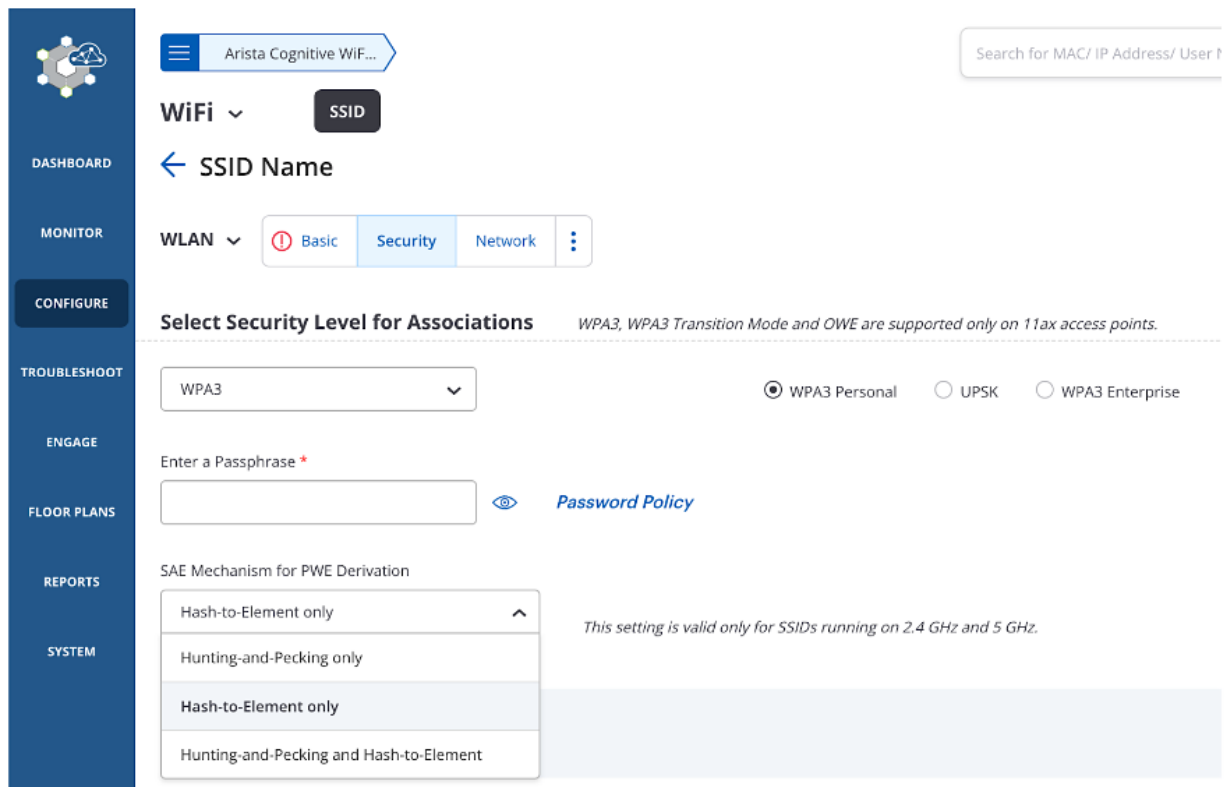 Arista Cognitive WiF...
Search for MAC/ IP Address/ User
WiFi
SSID
SSID Name
WLAN
Basic
Security
Network
Select Security Level for Associations
WPA3, WPA3 Transition Mode and OWE are supported only on 11ax access points.
WPA3
WPA3 Personal
UPSK
WPA3 Enterprise
Enter a Passphrase *
Password Policy
SAE Mechanism for PWE Derivation
Hash-to-Element only
This setting is valid only for SSIDs running on 2.4 GHz and 5 GHz.
Hunting-and-Pecking only
Hash-to-Element only
Hunting-and-Pecking and Hash-to-Element
DASHBOARD
MONITOR
CONFIGURE
TROUBLESHOOT
ENGAGE
FLOOR PLANS
REPORTS
SYSTEM